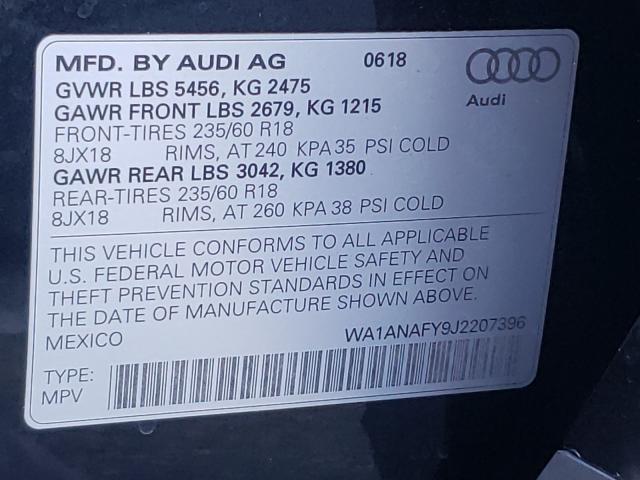 MFD. BY AUDI AG 0618
GVWR LBS 5456, KG 2475
GAWR FRONT LBS 2679, KG 1215
Audi
FRONT-TIRES 235/60 R18
8JX18 RIMS, AT 240 KPA 35 PSI COLD
GAWR REAR LBS 3042, KG 1380
REAR-TIRES 235/60 R18
8JX18 RIMS, AT 260 KPA 38 PSI COLD
THIS VEHICLE CONFORMS TO ALL APPLICABLE
U.S. FEDERAL MOTOR VEHICLE SAFETY AND
THEFT PREVENTION STANDARDS IN EFFECT ON
THE DATE OF MANUFACTURE SHOWN ABOVE.
MEXICO WA1ANAFY9J2207396
TYPE:
MPV